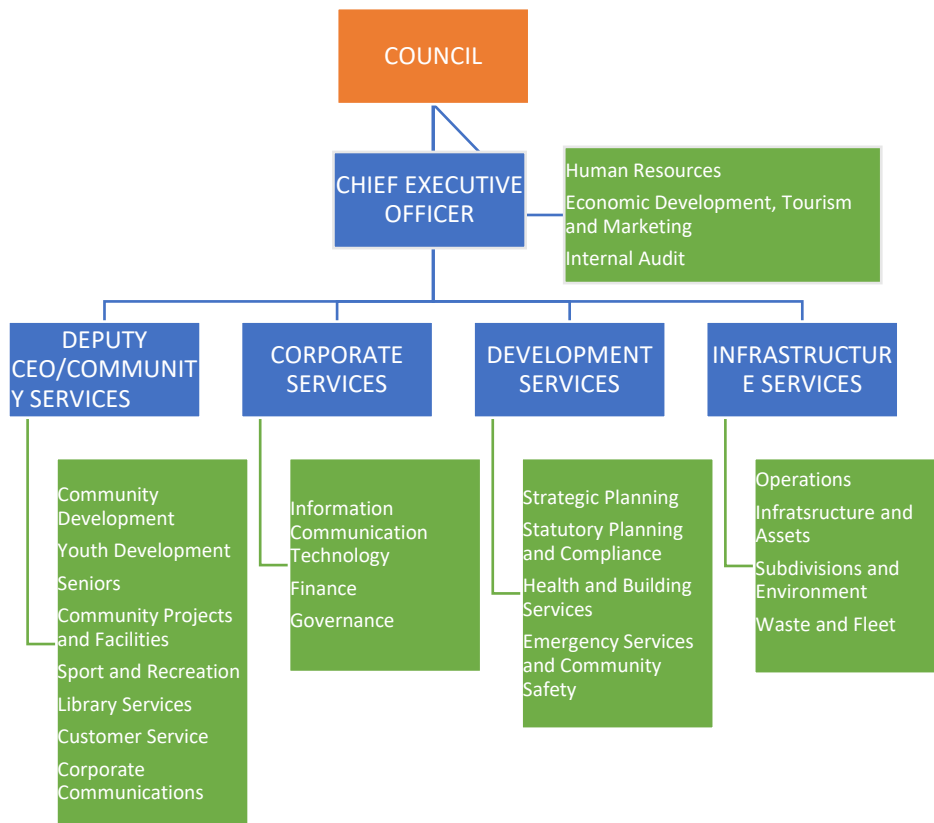 COUNCIL
CHIEF EXECUTIVE
OFFICER
Human Resources
Economic Development, Tourism
and Marketing
Internal Audit
DEPUTY
CEO/COMMUNIT
Y SERVICES
CORPORATE
SERVICES
DEVELOPMENT
SERVICES
INFRASTRUCTUR
E SERVICES
Community
Development
Youth Development
Seniors
Community Projects
and Facilities
Sport and Recreation
Library Services
Customer Service
Corporate
Communications
Information
Communication
Technology
Finance
Governance
Strategic Planning
Statutory Planning
and Compliance
Health and Building
Services
Emergency Services
and Community
Safety
Operations
Infratsructure and
Assets
Subdivisions and
Environment
Waste and Fleet